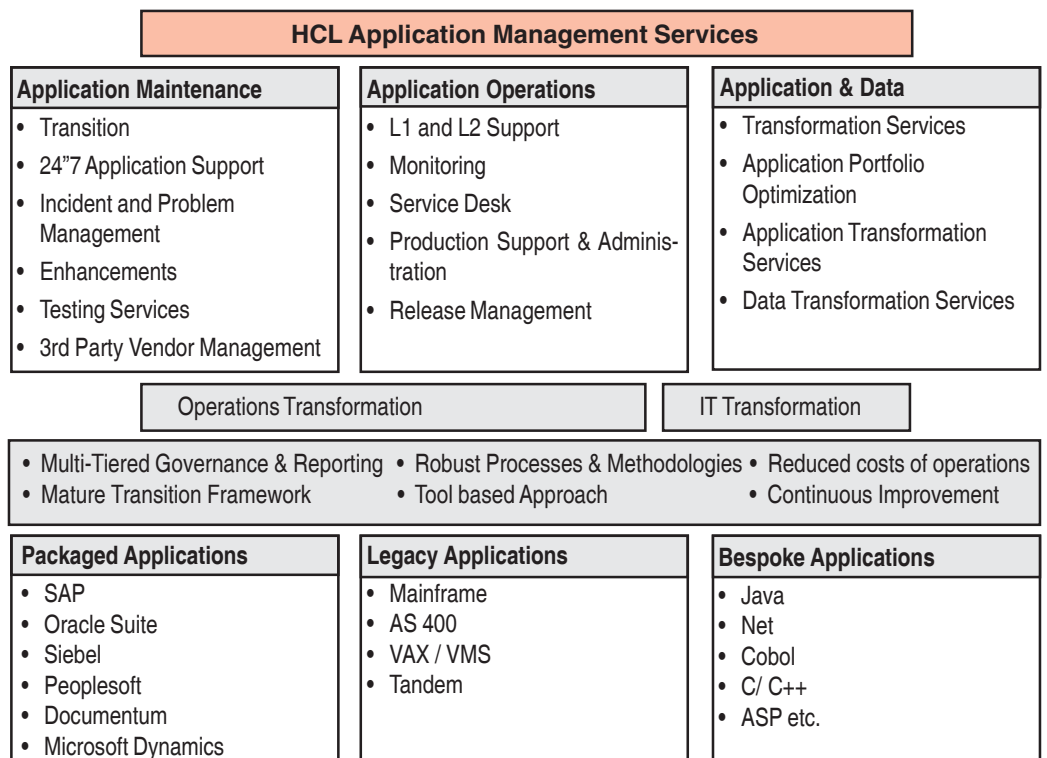 HCL Application Management Services
Application Maintenance
• Transition
• 24"7 Application Support
• Incident and Problem
Management
• Enhancements
• Testing Services
• 3rd Party Vendor Management
Application Operations
• L1 and L2 Support
• Monitoring
• Service Desk
• Production Support & Adminis-
tration
• Release Management
Application & Data
• Transformation Services
• Application Portfolio
Optimization
• Application Transformation
Services
• Data Transformation Services
Operations Transformation
IT Transformation
• Multi-Tiered Governance & Reporting • Robust Processes & Methodologies • Reduced costs of operations
• Mature Transition Framework • Tool based Approach • Continuous Improvement
Packaged Applications
• SAP
• Oracle Suite
• Siebel
• Peoplesoft
• Documentum
• Microsoft Dynamics
Legacy Applications
• Mainframe
• AS 400
• VAX / VMS
• Tandem
Bespoke Applications
• Java
• Net
• Cobol
• C/ C++
• ASP etc.